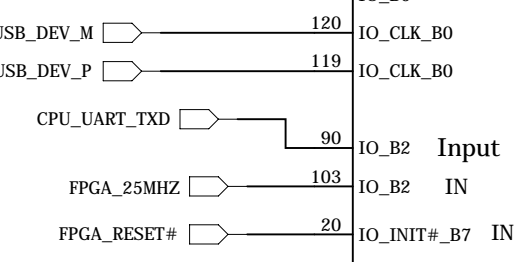 USB_DEV_M 120 IO_CLK_B0
USB_DEV_P 119 IO_CLK_B0
CPU_UART_TXD 90 IO_B2 Input
FPGA_25MHZ 103 IO_B2 IN
FPGA_RESET# 20 IO_INIT#_B7 IN